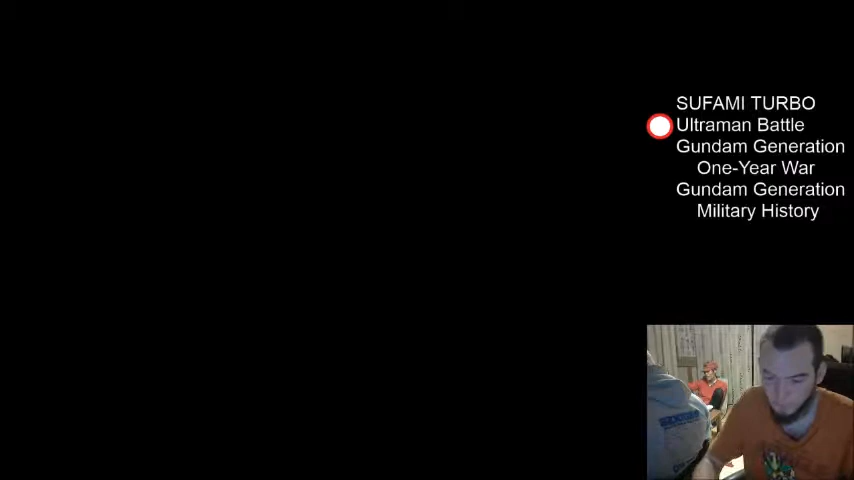 SUFAMI TURBO
Ultraman Battle
Gundam Generation
One-Year War
Gundam Generation
Military History